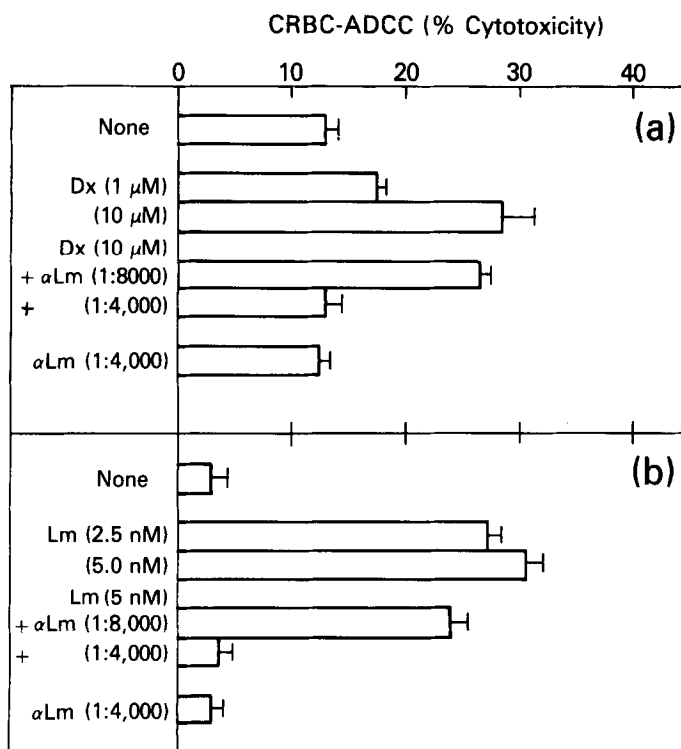 CRBC-ADCC (% Cytotoxicity)
0 10 20 30 40
(a)
None
Dx (1 μM)
(10 μM)
Dx (10 μM)
+ αLm (1:8000)
+ (1:4,000)
αLm (1:4,000)
(b)
None
Lm (2.5 nM)
(5.0 nM)
Lm (5 nM)
+ αLm (1:8,000)
+ (1:4,000)
αLm (1:4,000)